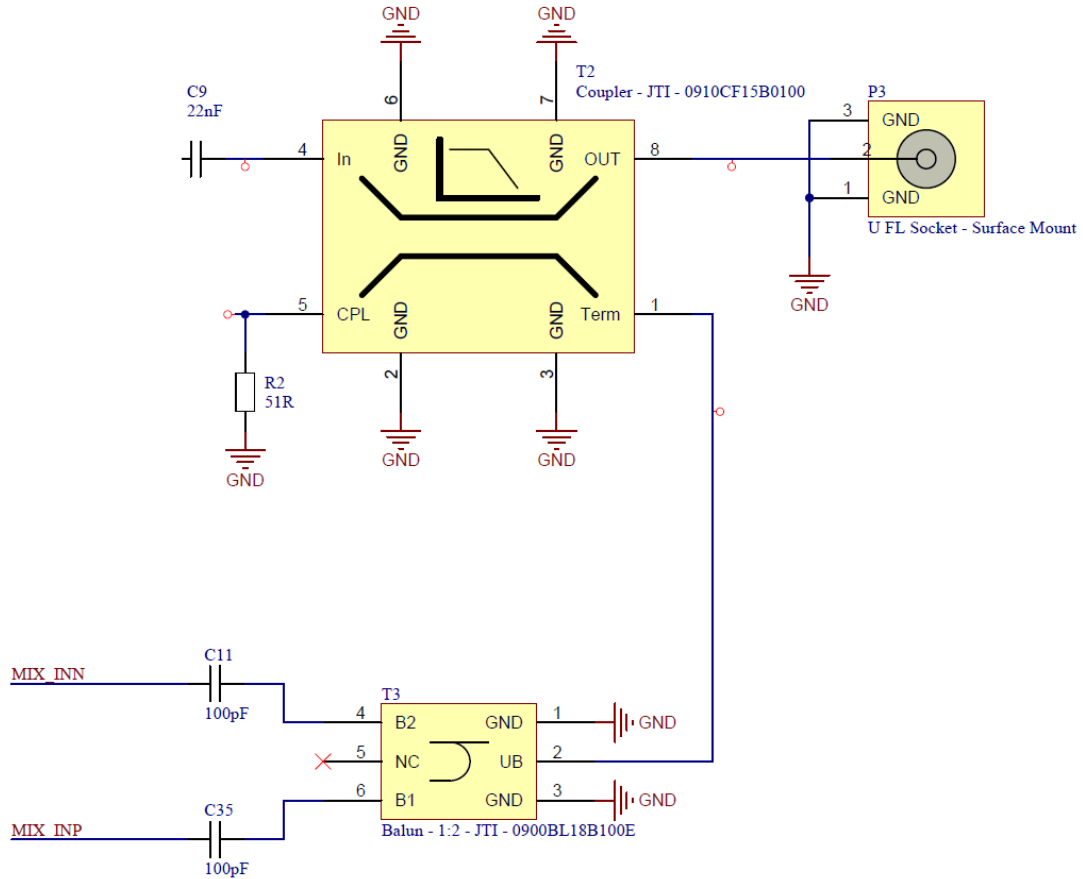 GND
GND
T2
Coupler - JTI - 0910CF15B0100
C9
22nF
6
7
P3
4
In
GND
GND
OUT
8
3
GND
2
1
GND
U FL Socket - Surface Mount
GND
5
CPL
GND
GND
Term
1
R2
51R
2
3
GND
GND
GND
MIX_INN
C11
100pF
T3
4
B2
GND
1
GND
5
NC
UB
2
6
B1
GND
3
GND
MIX_INP
C35
100pF
Balun - 1:2 - JTI - 0900BL18B100E